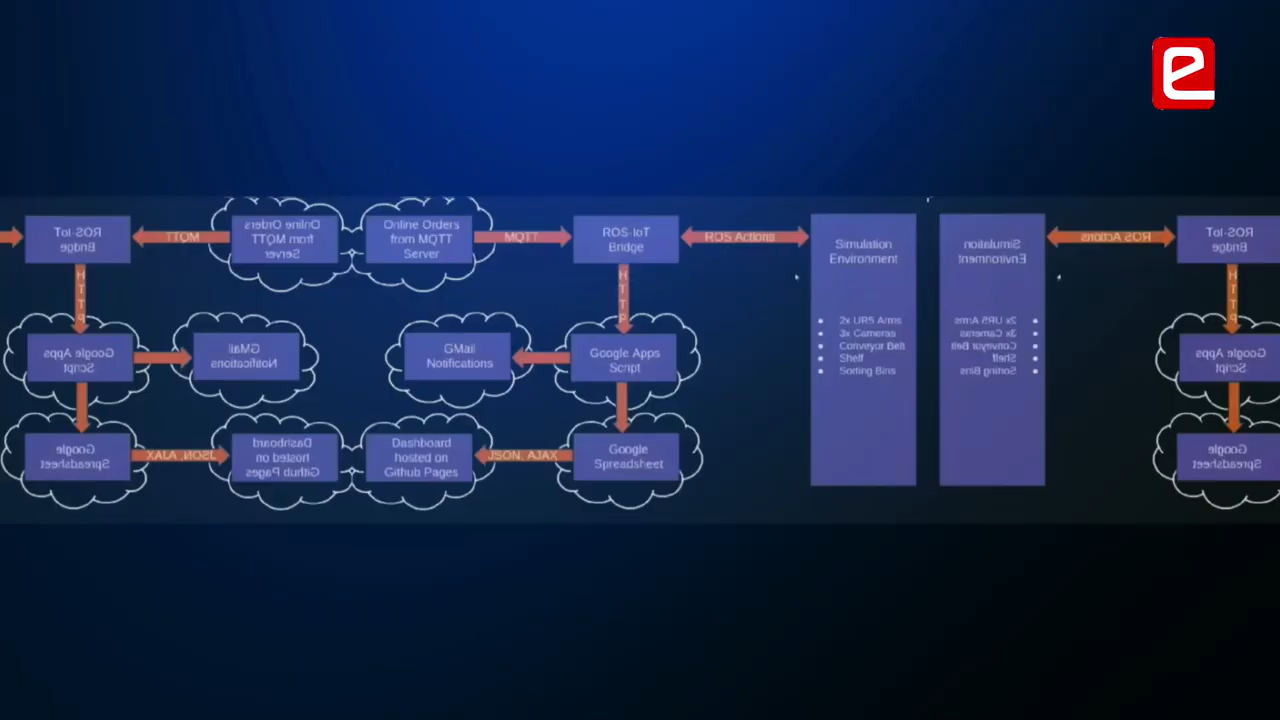 e
ROS-IoT
Bridge
MQTT
Online Orders
from MQTT
Server
Online Orders
from MQTT
Server
MQTT
ROS-IoT
Bridge
ROS Actions
Simulation
Environment
Simulation
Environment
ROS Actions
ROS-IoT
Bridge
HTTP
HTTP
HTTP
2x UR5 Arms
3x Cameras
Conveyor Belt
Shelf
Sorting Bins
2x UR5 Arms
3x Cameras
Conveyor Belt
Shelf
Sorting Bins
Google Apps
Script
GMail
Notifications
GMail
Notifications
Google Apps
Script
Google Apps
Script
Google
Spreadsheet
JSON, AJAX
Dashboard
hosted on
Github Pages
Dashboard
hosted on
Github Pages
JSON, AJAX
Google
Spreadsheet
Google
Spreadsheet